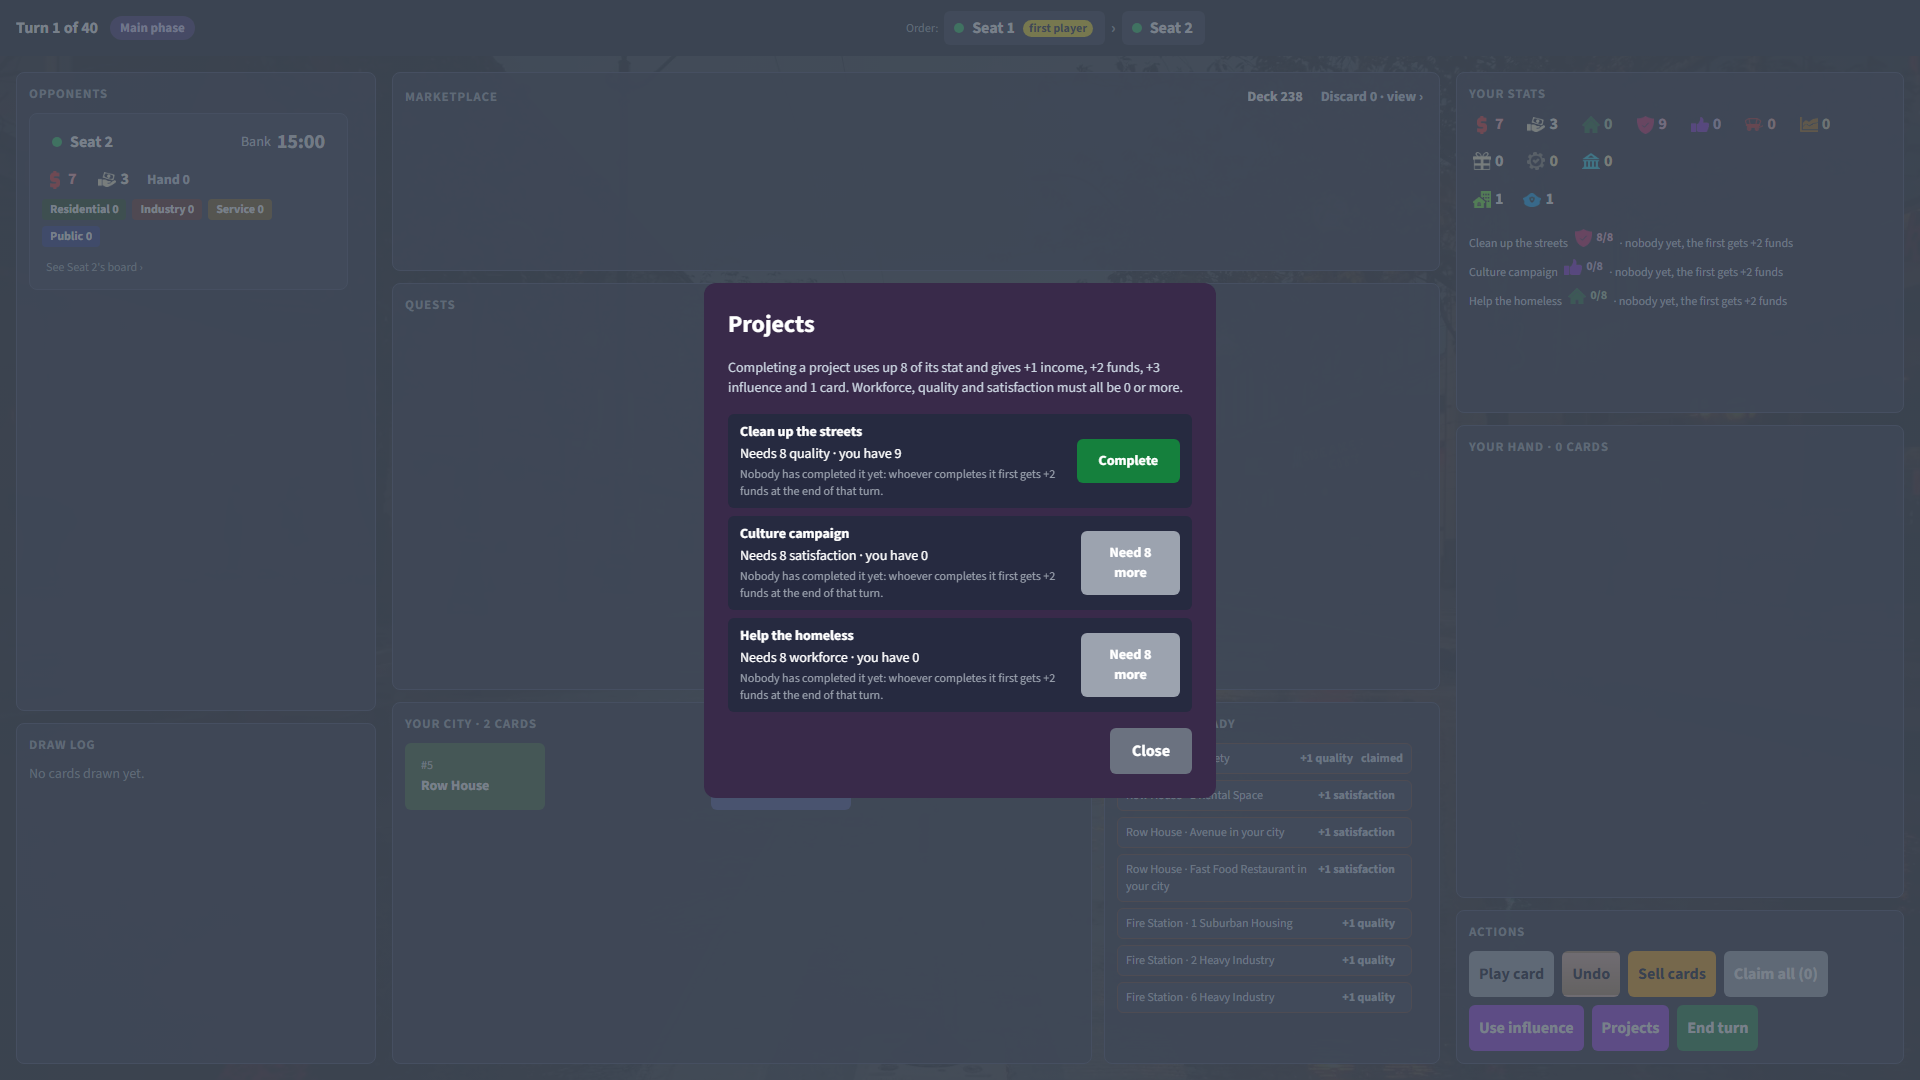 Turn 1 of 40 Main phase
Order: Seat 1 first player › Seat 2
OPPONENTS
Seat 2 Bank 15:00
7 3 Hand 0
Residential 0 Industry 0 Service 0
Public 0
See Seat 2's board ›
DRAW LOG
No cards drawn yet.
MARKETPLACE Deck 238 Discard 0 · view ›
QUESTS
YOUR CITY · 2 CARDS
#5
Row House
Projects
Completing a project uses up 8 of its stat and gives +1 income, +2 funds, +3
influence and 1 card. Workforce, quality and satisfaction must all be 0 or more.
Clean up the streets
Needs 8 quality · you have 9
Nobody has completed it yet: whoever completes it first gets +2
funds at the end of that turn.
Complete
Culture campaign
Needs 8 satisfaction · you have 0
Nobody has completed it yet: whoever completes it first gets +2
funds at the end of that turn.
Need 8
more
Help the homeless
Needs 8 workforce · you have 0
Nobody has completed it yet: whoever completes it first gets +2
funds at the end of that turn.
Need 8
more
Close
+1 quality claimed
Space +1 satisfaction
Row House · Avenue in your city +1 satisfaction
Row House · Fast Food Restaurant in +1 satisfaction
your city
Fire Station · 1 Suburban Housing +1 quality
Fire Station · 2 Heavy Industry +1 quality
Fire Station · 6 Heavy Industry +1 quality
YOUR STATS
7 3 0 9 0 0 0
0 0 0
1 1
Clean up the streets 8/8 · nobody yet, the first gets +2 funds
Culture campaign 0/8 · nobody yet, the first gets +2 funds
Help the homeless 0/8 · nobody yet, the first gets +2 funds
YOUR HAND · 0 CARDS
ACTIONS
Play card Undo Sell cards Claim all (0)
Use influence Projects End turn